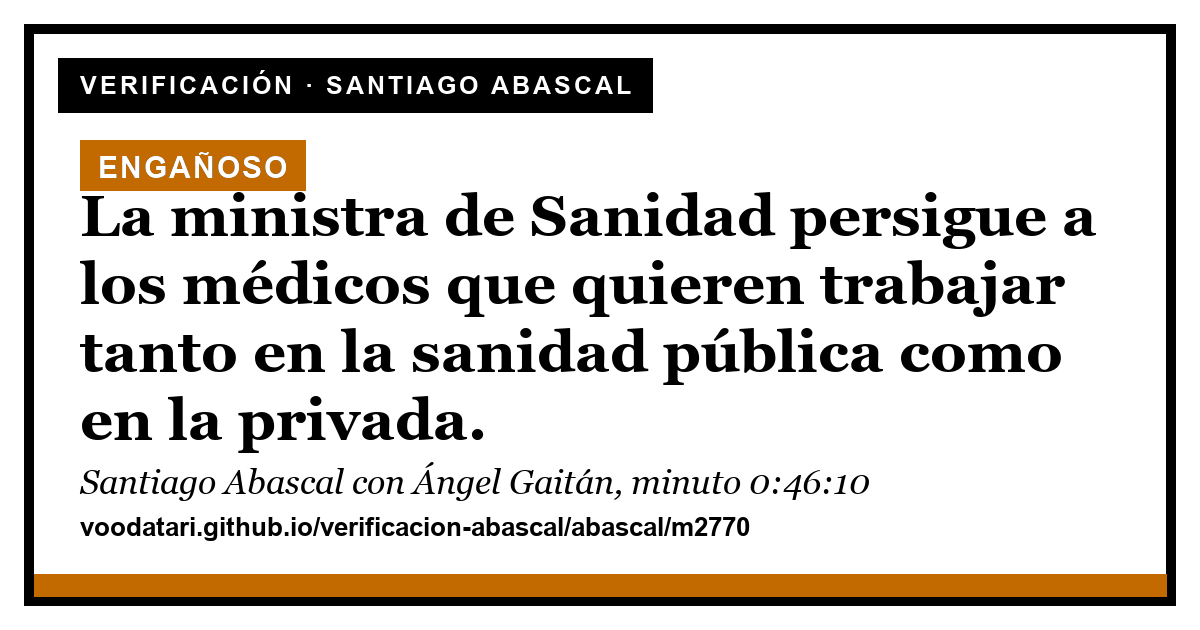 VERIFICACIÓN · SANTIAGO ABASCAL
ENGAÑOSO
La ministra de Sanidad persigue a
los médicos que quieren trabajar
tanto en la sanidad pública como
en la privada.
Santiago Abascal con Ángel Gaitán, minuto 0:46:10
voodatari.github.io/verificacion-abascal/abascal/m2770